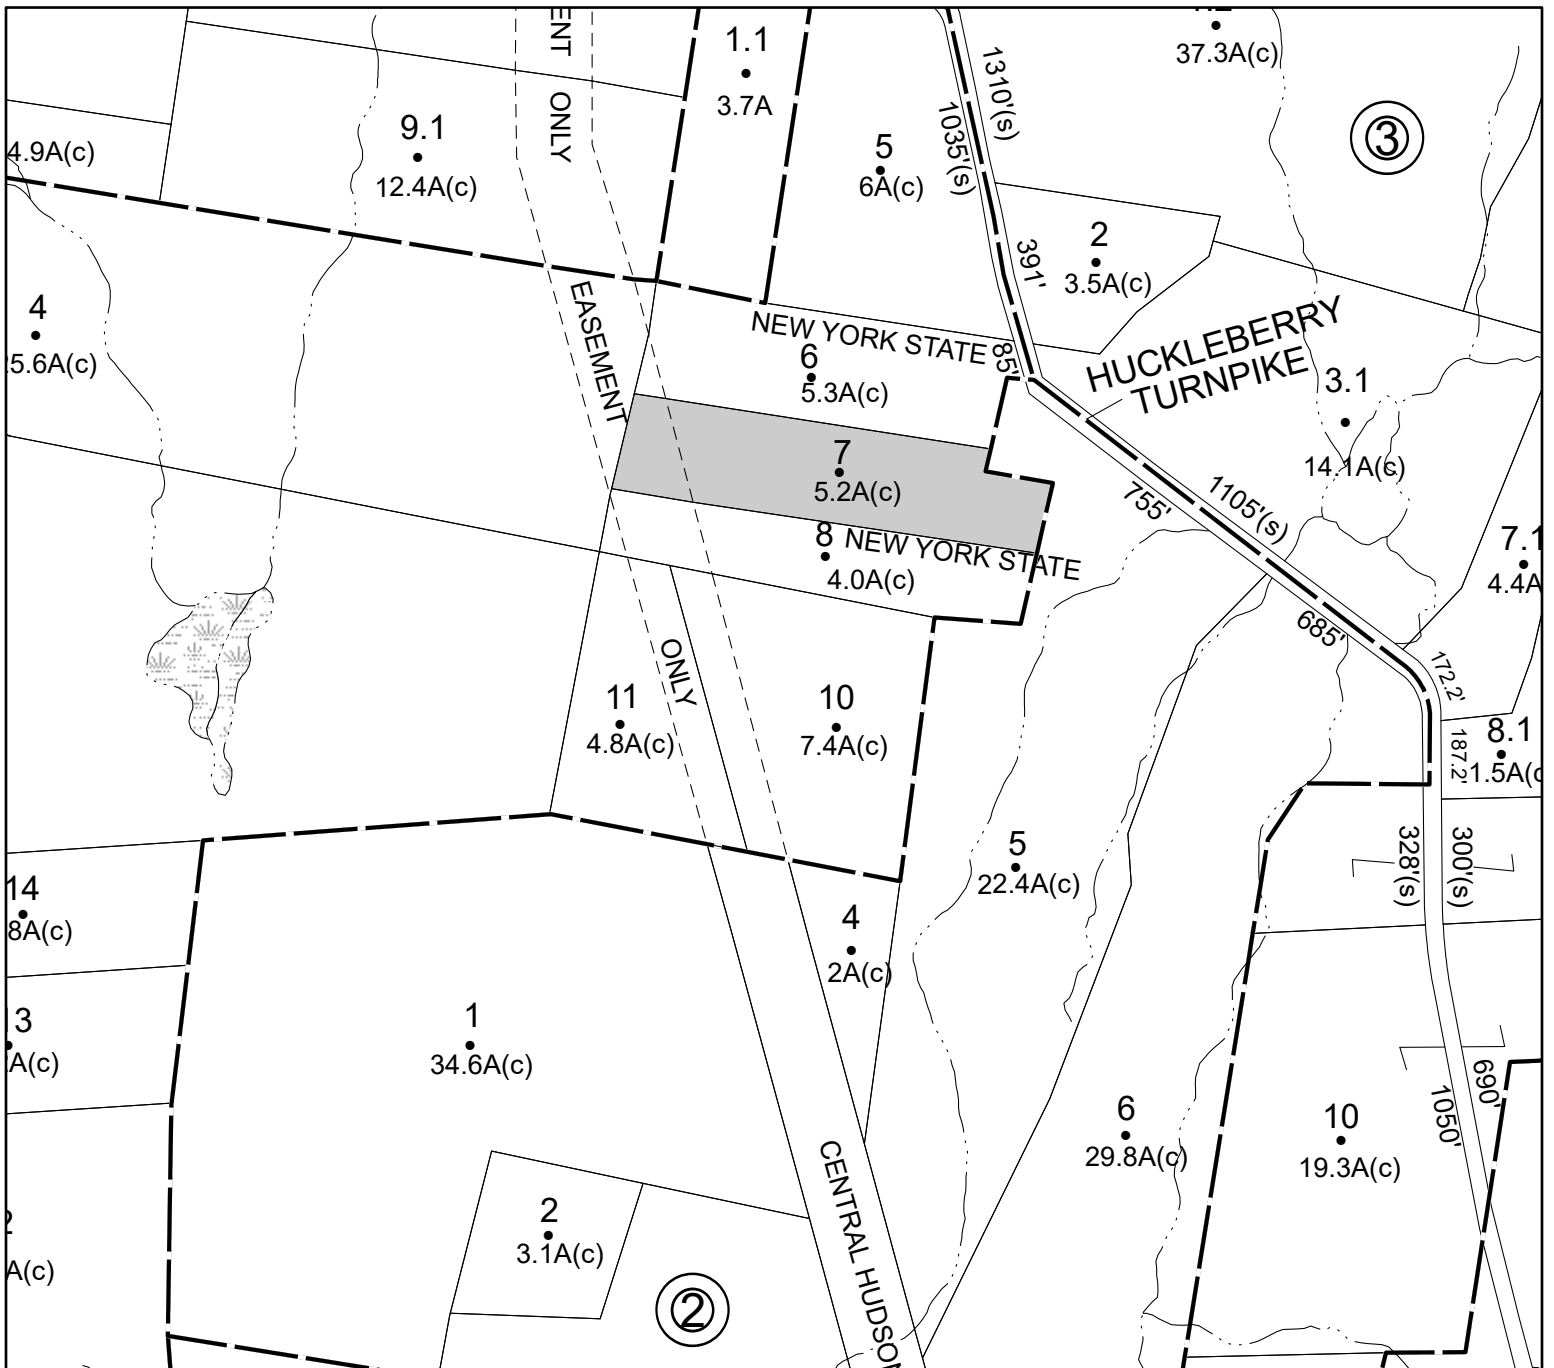 37.3A(c)
1.1
3.7A
ENT ONLY
1310'(s)
1035'(s)
3
9.1
12.4A(c)
4.9A(c)
5
6A(c)
2
3.5A(c)
391'
4
25.6A(c)
EASEMENT
NEW YORK STATE
85'
6
5.3A(c)
HUCKLEBERRY
TURNPIKE
3.1
14.1A(c)
7
5.2A(c)
755'
1105'(s)
8
NEW YORK STATE
4.0A(c)
7.1
4.4A
685'
172.2'
ONLY
11
4.8A(c)
10
7.4A(c)
187.2'
8.1
1.5A(c
5
22.4A(c)
328'(s)
300'(s)
14
8A(c)
4
2A(c)
3
A(c)
1
34.6A(c)
690'
1050'
6
29.8A(c)
10
19.3A(c)
CENTRAL HUDSON
2
3.1A(c)
A(c)
2